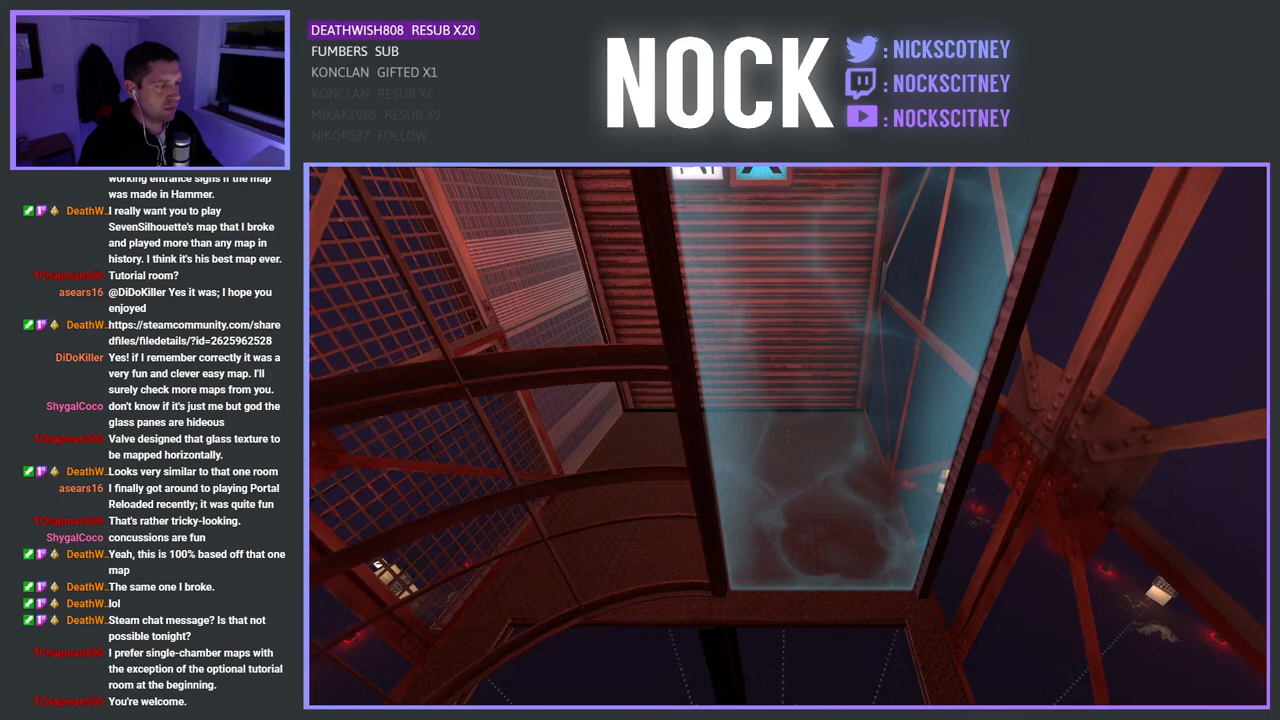 DEATHWISH808 RESUB X20
FUMBERS SUB
KONCLAN GIFTED X1
KONCLAN RESUB X6
MIKAK1985 RESUB X9
NIKOP587 FOLLOW
NOCK
: NICKSCOTNEY
: NOCKSCITNEY
: NOCKSCITNEY
working entrance signs if the map
was made in Hammer.
DeathW..I really want you to play
SevenSilhouette's map that I broke
and played more than any map in
history. I think it's his best map ever.
TChapman500 Tutorial room?
asears16 @DiDoKiller Yes it was; I hope you
enjoyed
DeathW..https://steamcommunity.com/share
dfiles/filedetails/?id=2625962528
DiDoKiller Yes! if I remember correctly it was a
very fun and clever easy map. I'll
surely check more maps from you.
ShygalCoco don't know if it's just me but god the
glass panes are hideous
TChapman500 Valve designed that glass texture to
be mapped horizontally.
DeathW..Looks very similar to that one room
asears16 I finally got around to playing Portal
Reloaded recently; it was quite fun
TChapman500 That's rather tricky-looking.
ShygalCoco concussions are fun
DeathW..Yeah, this is 100% based off that one
map
DeathW..The same one I broke.
DeathW..lol
DeathW..Steam chat message? Is that not
possible tonight?
TChapman500 I prefer single-chamber maps with
the exception of the optional tutorial
room at the beginning.
TChapman500 You're welcome.